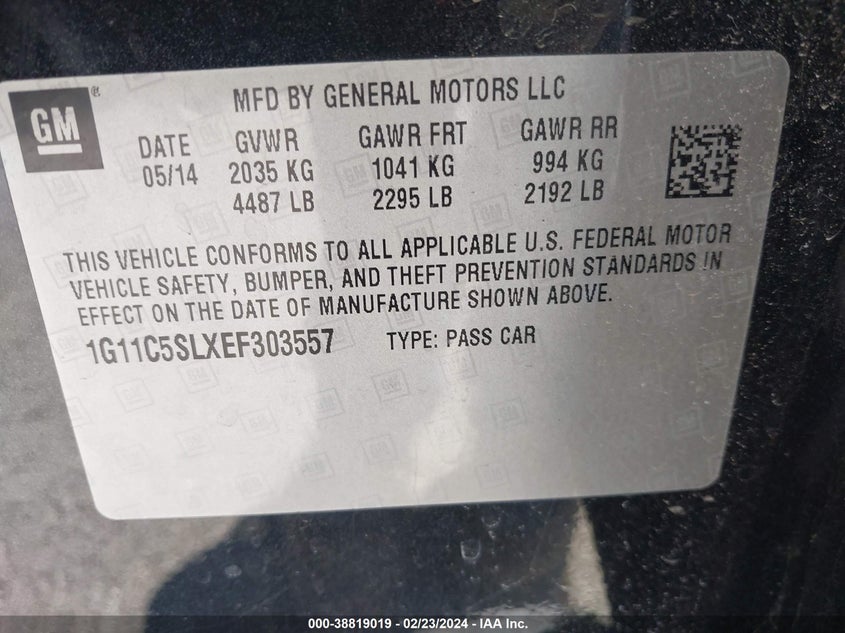 GM®
MFD BY GENERAL MOTORS LLC
DATE GVWR GAWR FRT GAWR RR
05/14 2035 KG 1041 KG 994 KG
4487 LB 2295 LB 2192 LB
THIS VEHICLE CONFORMS TO ALL APPLICABLE U.S. FEDERAL MOTOR
VEHICLE SAFETY, BUMPER, AND THEFT PREVENTION STANDARDS IN
EFFECT ON THE DATE OF MANUFACTURE SHOWN ABOVE.
1G11C5SLXEF303557 TYPE: PASS CAR
000-38819019 - 02/23/2024 - IAA Inc.